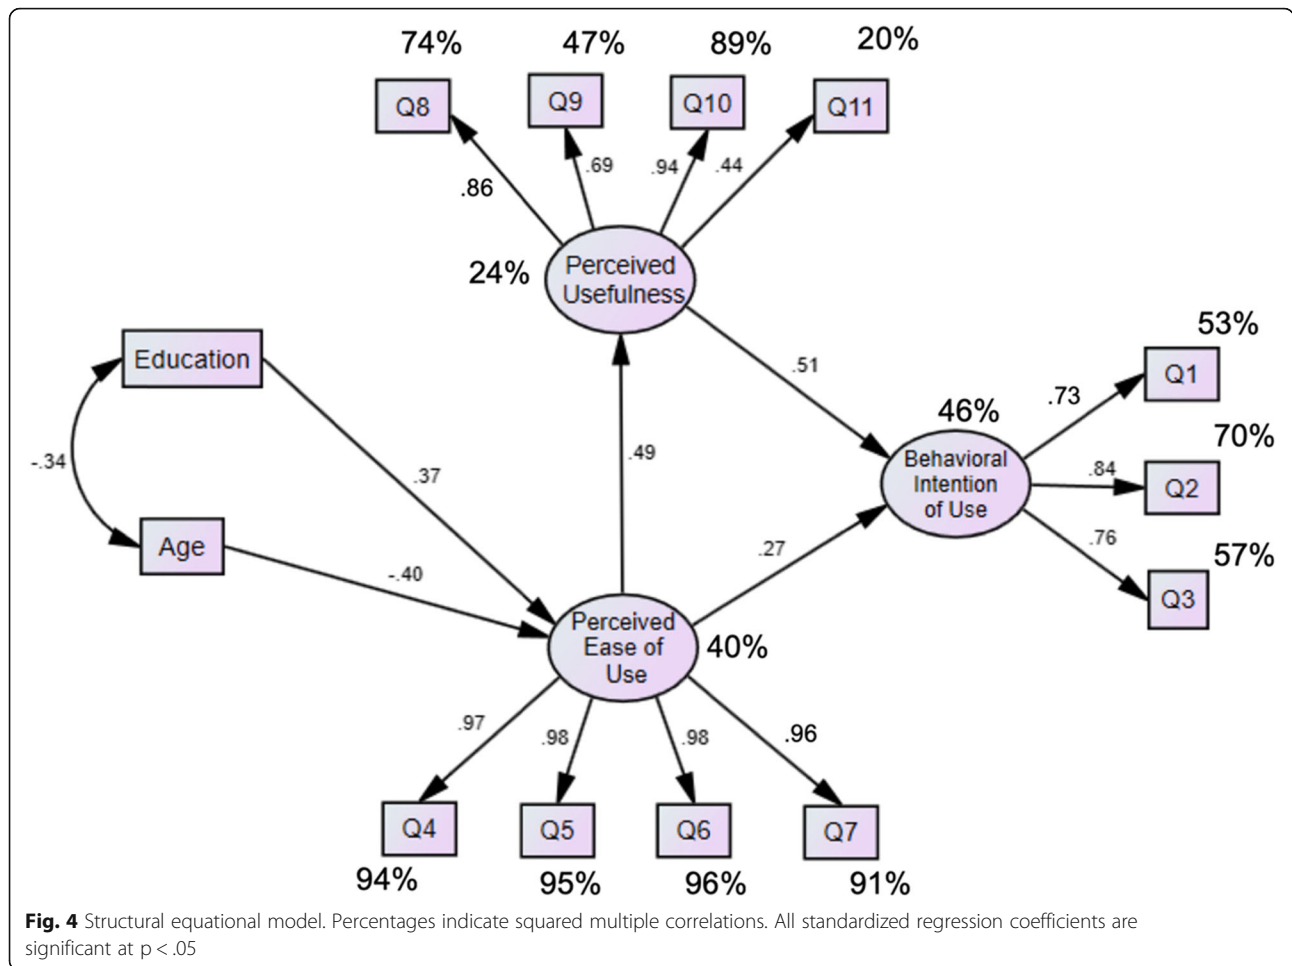 74%
47%
89%
20%
Q8
Q9
Q10
Q11
.86
.69
.94
.44
24%
Perceived
Usefulness
Education
-.34
.37
Age
-.40
.49
.51
.27
53%
Q1
46%
.73
Behavioral
Intention
of Use
70%
.84
Q2
.76
57%
Q3
Perceived
Ease of
Use
40%
.97
.98
.98
.96
Q4
Q5
Q6
Q7
94%
95%
96%
91%
Fig. 4 Structural equational model. Percentages indicate squared multiple correlations. All standardized regression coefficients are
significant at p < .05